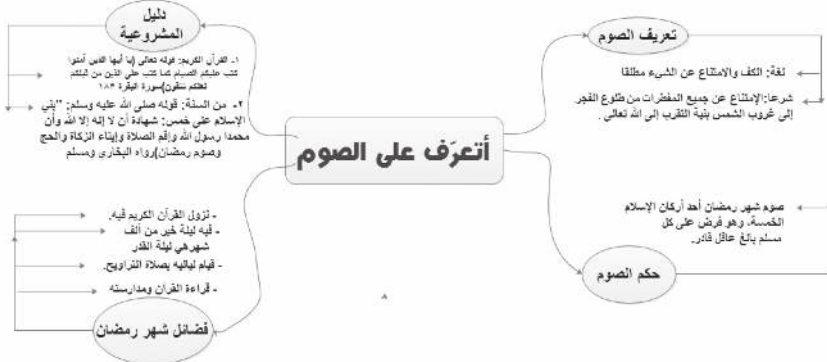 أتعرّف على الصوم
تعريف الصوم
لغة: الكف والامتناع عن الشيء مطلقا
شرعا:الإمتناع عن جميع المفطرات من طلوع الفجر
إلى غروب الشمس بنية التقرب إلى الله تعالى .
حكم الصوم
صوم شهر رمضان أحد أركان الإسلام
الخمسة، وهو فرض على كل
مسلم بالغ عاقل قادر.
دليل
المشروعية
١- القرآن الكريم: قوله تعالى (يا أيها الذين آمنوا
كتب عليكم الصيام كما كتب على الذين من قبلكم
لعلكم تتقون)سورة البقرة ١٨٣
٢- من السنة: قوله صلى الله عليه وسلم: "بني
الإسلام على خمس: شهادة أن لا إله إلا الله وأن
محمدا رسول الله وإقم الصلاة وإيتاء الزكاة والحج
وصوم رمضان)رواه البخاري ومسلم
فضائل شهر رمضان
- نزول القرآن الكريم فيه.
- فيه ليلة خير من ألف
شهر هي ليلة القدر
- قيام لياليه بصلاة التراويح.
- قراءة القرآن ومدارسته